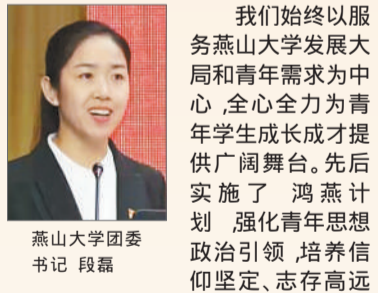 我们始终以服
务燕山大学发展大
局和青年需求为中
心 ,全心全力为青
年学生成长成才提
供广阔舞台。先后
实施了 鸿燕计
划 ,强化青年思想
政治引领 ,培养信
仰坚定、志存高远
燕山大学团委
书记 段磊